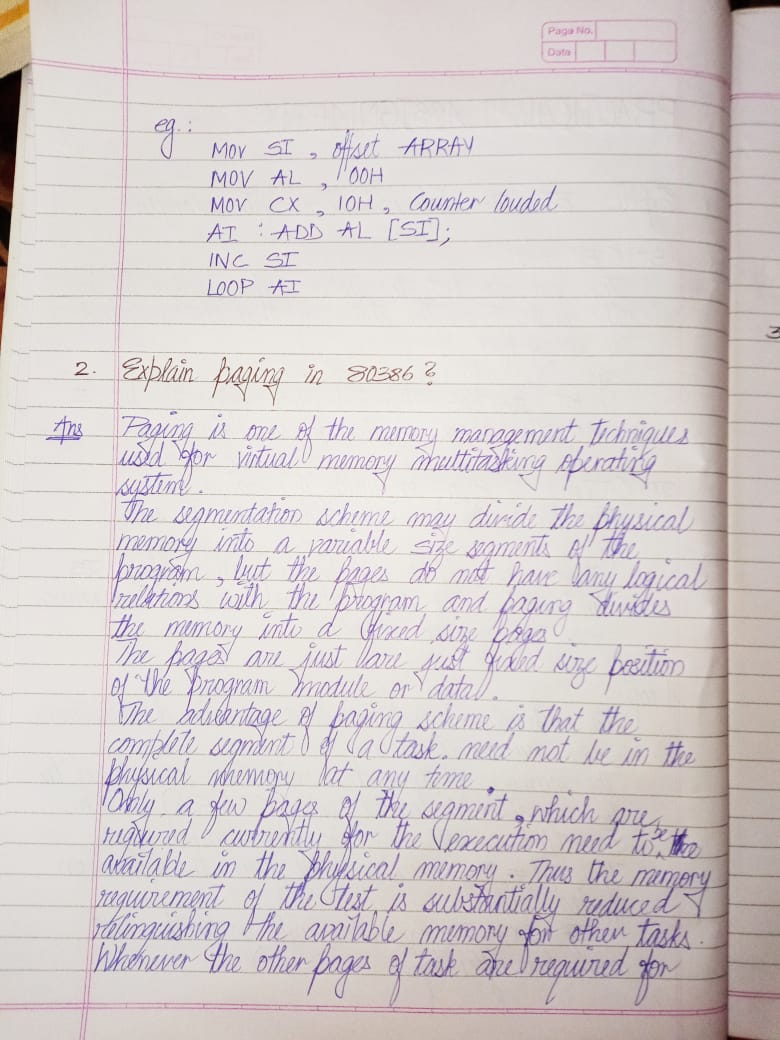 Page No.
Date
eg.:
MOV SI, offset ARRAY
MOV AL, 00H
MOV CX, 10H, Counter louded
AI : ADD AL [SI];
INC SI
LOOP AI
2. Explain paging in 80386?
Ans Paging is one of the memory management techniques
used for virtual memory multitasking operating
system.
The segmentation scheme may divide the physical
memory into a variable size segments of the
program, but the pages do not have any logical
relations with the program and paging divides
the memory into a fixed size pages.
The pages are just are just fixed size position
of the program module or data.
The advantage of paging scheme is that the
complete segment of a task. need not be in the
physical memory at any time.
Only a few pages of the segment, which are
required currently for the execution need to be
available in the physical memory. Thus the memory
requirement of the test is substantially reduced
relinguishing the available memory for other tasks.
Whenever the other pages of task are required for
3